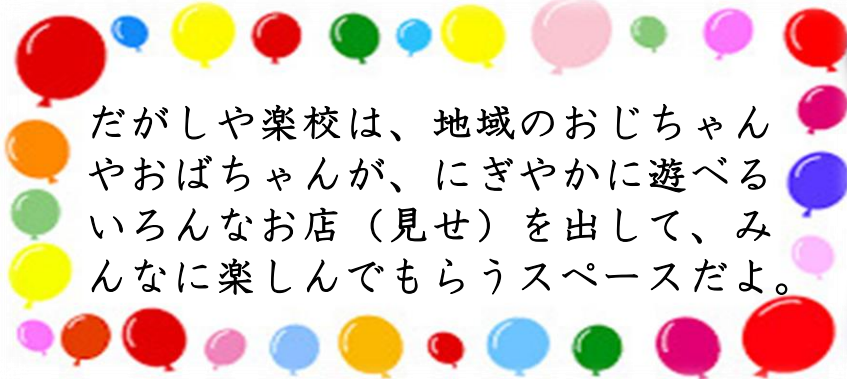 だがしや楽校は、地域のおじちゃん
やおばちゃんが、にぎやかに遊べる
いろんなお店（見せ）を出して、み
んなに楽しんでもらうスペースだよ。